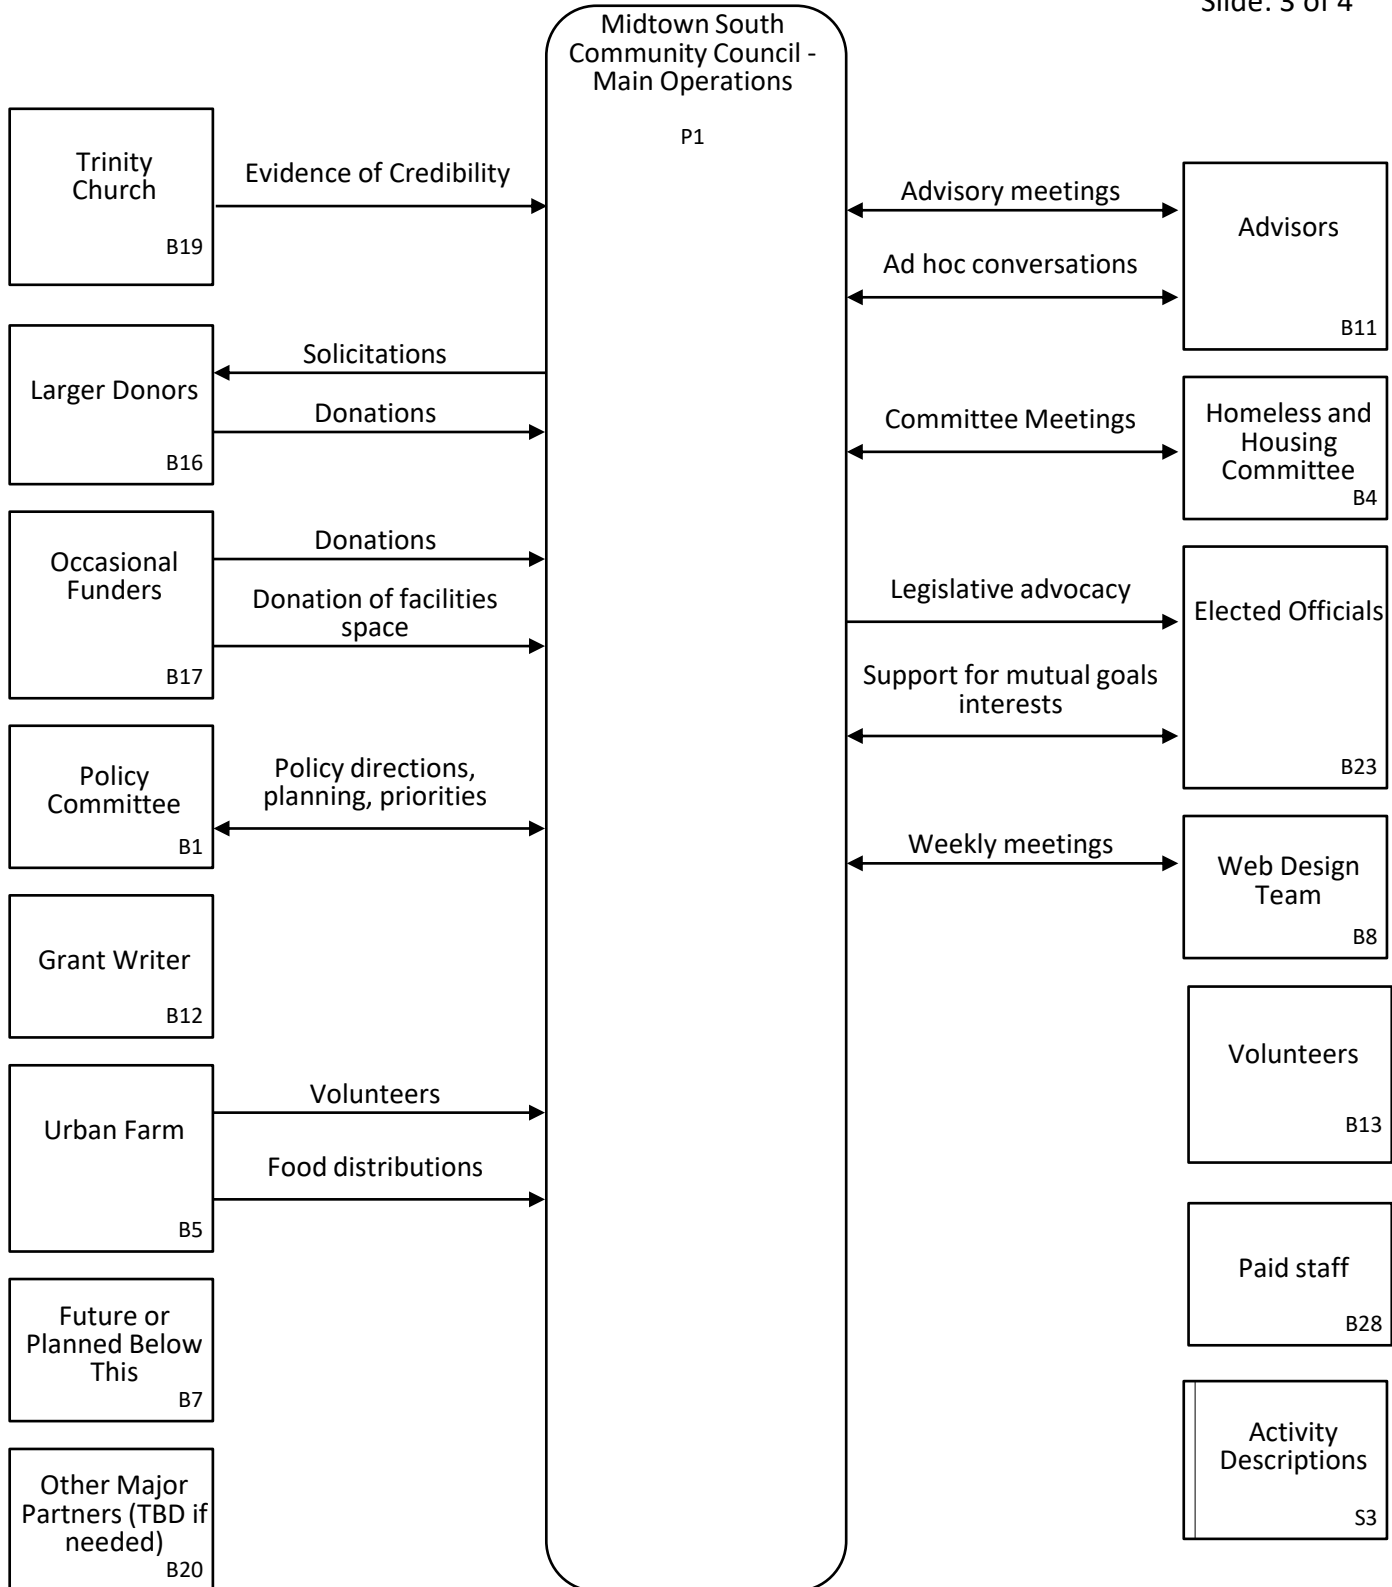 Slide: 3 of 4
Midtown South
Community Council -
Main Operations
P1
Trinity
Church
B19
Evidence of Credibility
Advisory meetings
Ad hoc conversations
Advisors
B11
Larger Donors
B16
Solicitations
Donations
Committee Meetings
Homeless and
Housing
Committee
B4
Occasional
Funders
B17
Donations
Donation of facilities
space
Legislative advocacy
Support for mutual goals
interests
Elected Officials
B23
Policy
Committee
B1
Policy directions,
planning, priorities
Weekly meetings
Web Design
Team
B8
Grant Writer
B12
Volunteers
B13
Urban Farm
B5
Volunteers
Food distributions
Paid staff
B28
Future or
Planned Below
This
B7
Activity
Descriptions
S3
Other Major
Partners (TBD if
needed)
B20